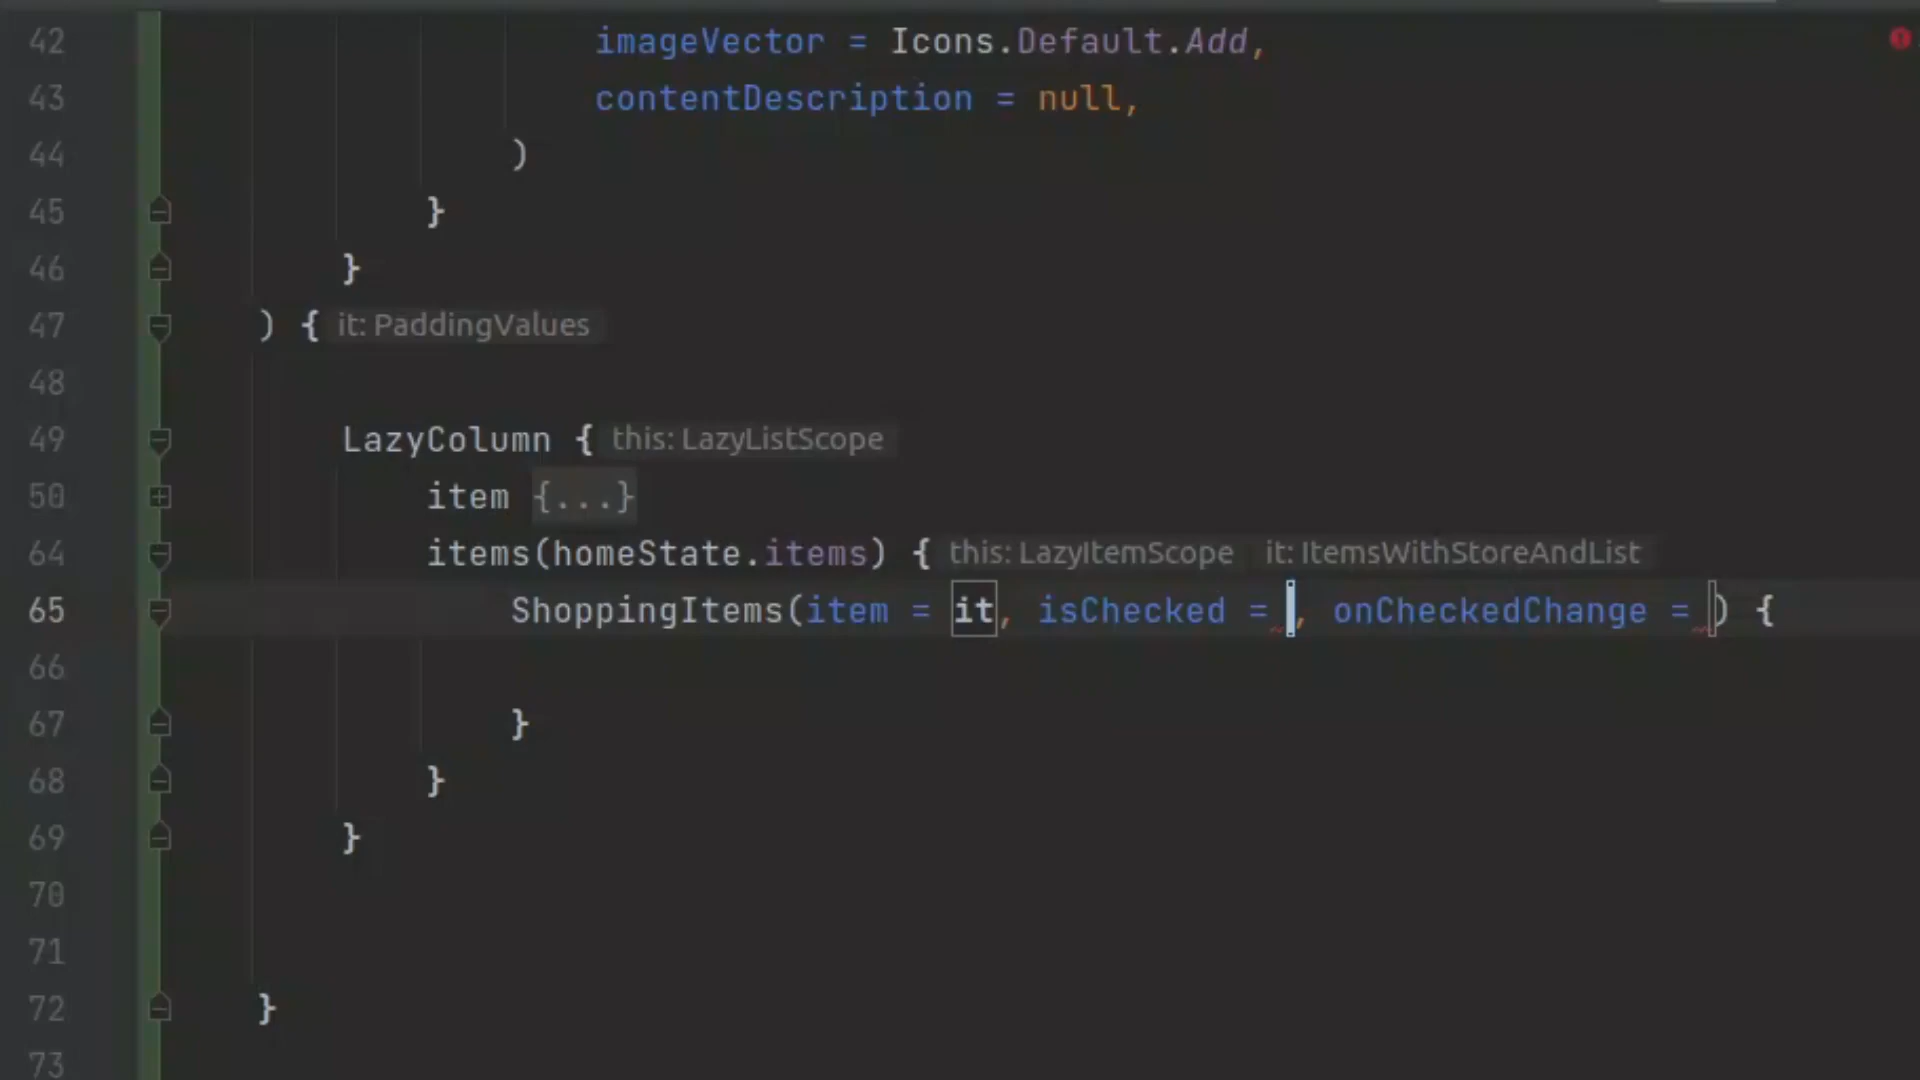 42 imageVector = Icons.Default.Add,
43 contentDescription = null,
44 )
45 }
46 }
47 ) { it: PaddingValues
48
49 LazyColumn { this: LazyListScope
50 item {...}
64 items(homeState.items) { this: LazyItemScope it: ItemsWithStoreAndList
65 ShoppingItems(item = it, isChecked = , onCheckedChange = ) {
66
67 }
68 }
69 }
70
71
72 }
73